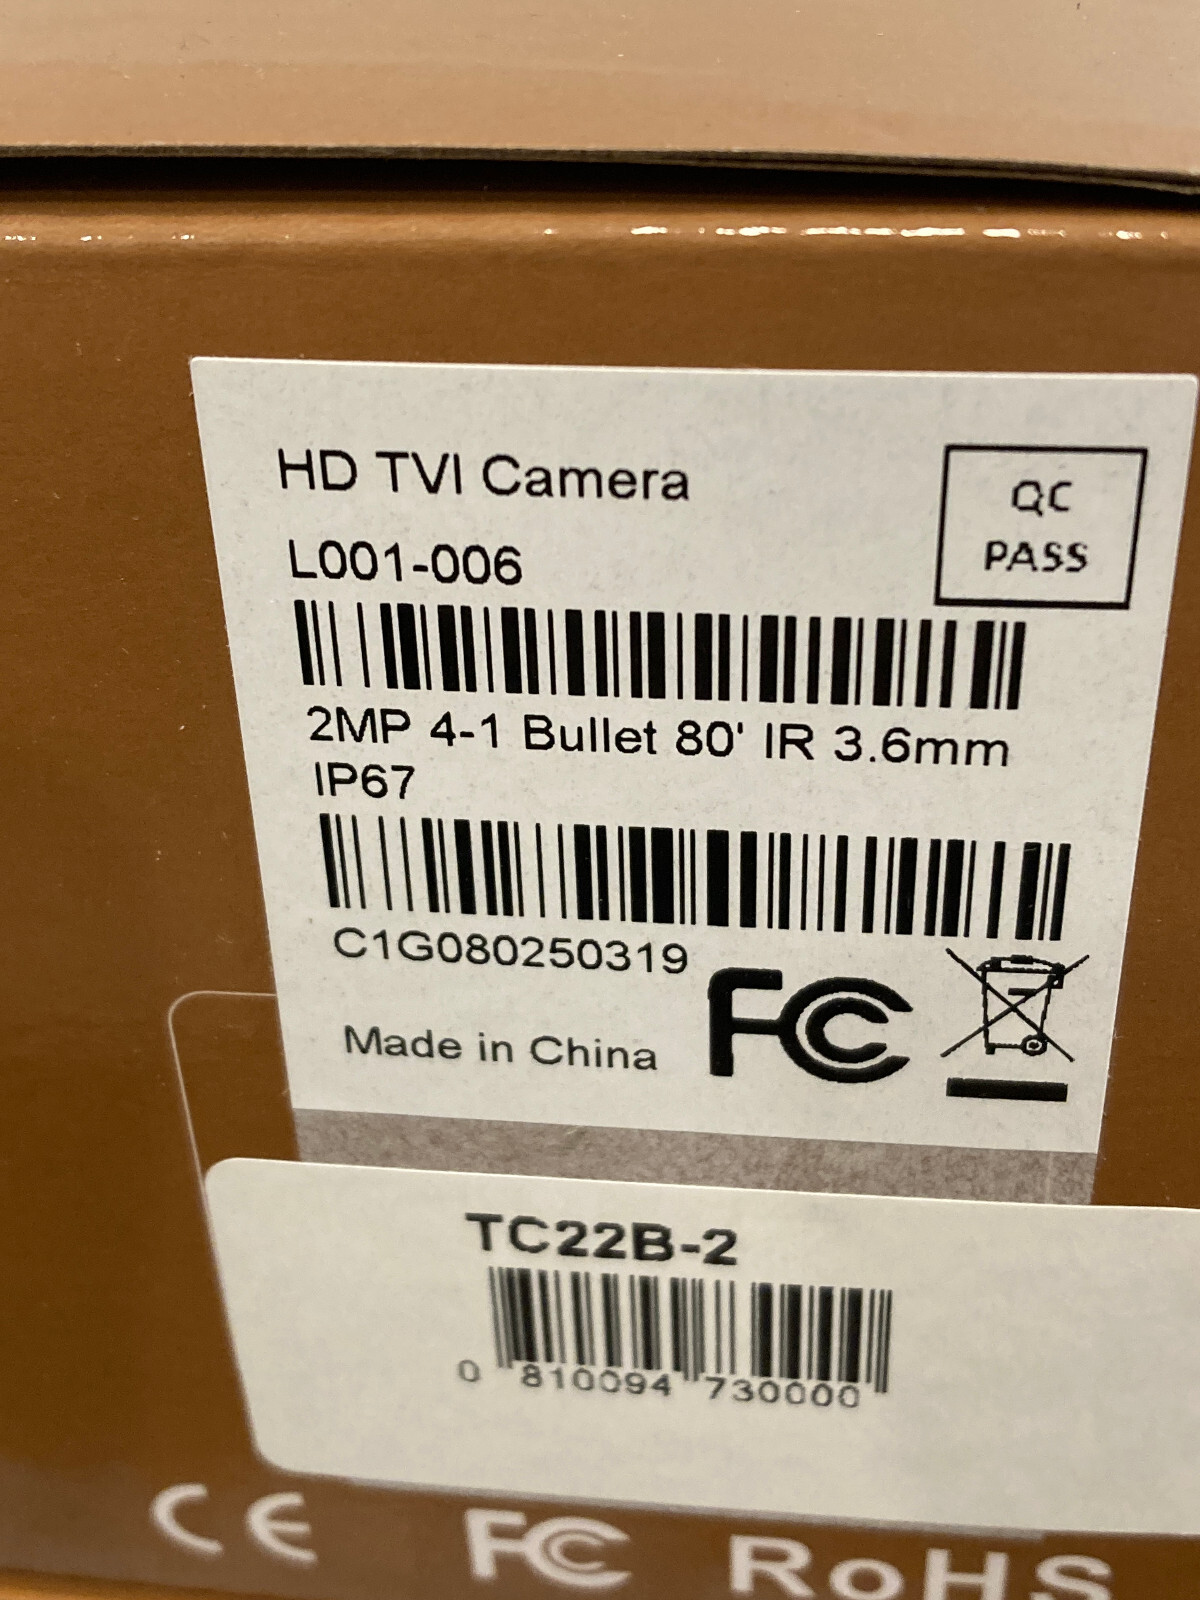 HD TVI Camera
QC
PASS
L001-006
2MP 4-1 Bullet 80' IR 3.6mm
IP67
C1G080250319
Made in China
FC
TC22B-2
0 810094 730000
CE FC RoHS